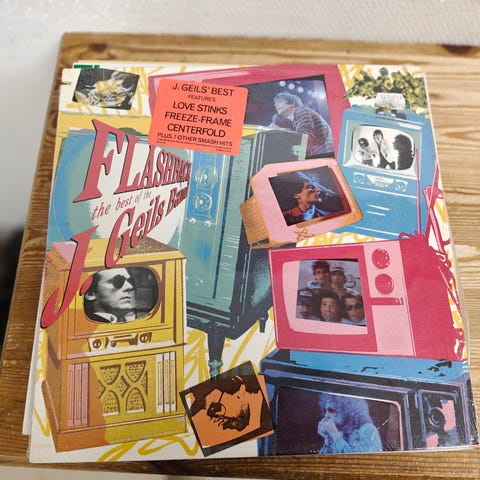 J. GEILS' BEST
FEATURES
LOVE STINKS
FREEZE-FRAME
CENTERFOLD
PLUS 7 OTHER SMASH HITS
FLASHBACK
the best of the
J. Geils Band